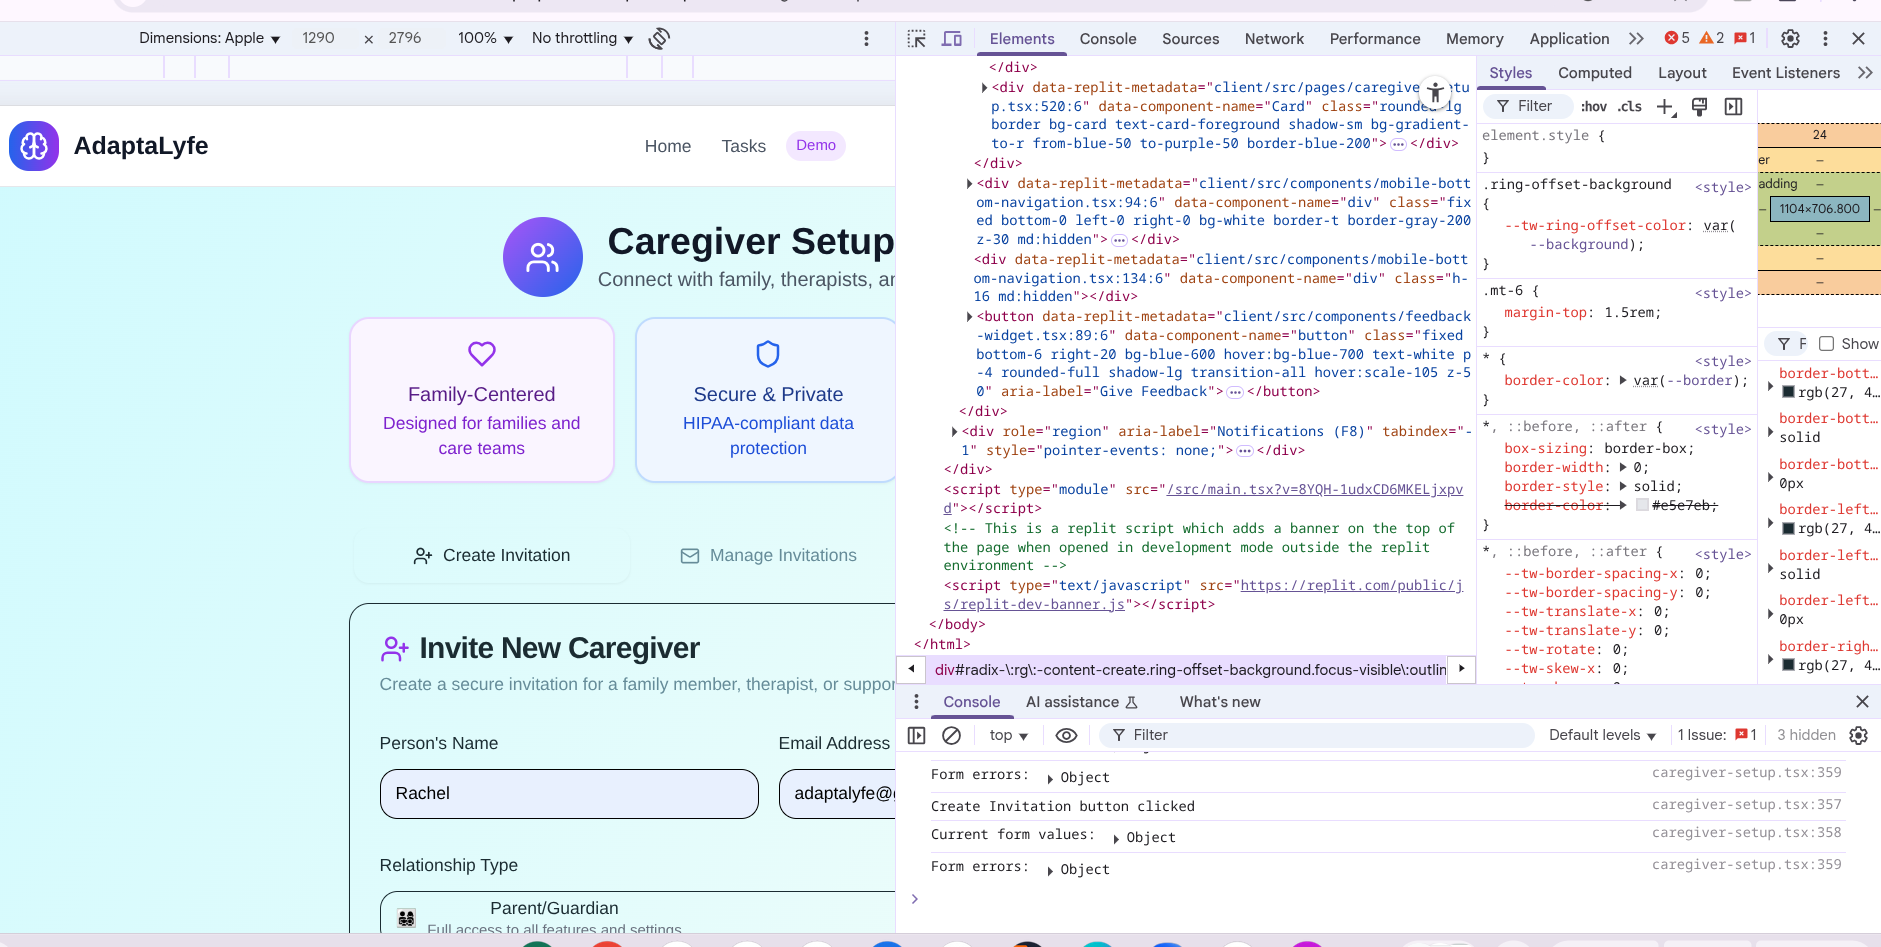 Dimensions: Apple ▼ 1290 × 2796 100% ▼ No throttling ▼
Elements Console Sources Network Performance Memory Application 5 2 1
AdaptaLyfe
Home Tasks Demo
Caregiver Setup
Connect with family, therapists, ar
Family-Centered
Designed for families and
care teams
Secure & Private
HIPAA-compliant data
protection
Create Invitation
Manage Invitations
Invite New Caregiver
Create a secure invitation for a family member, therapist, or suppor
Person's Name
Email Address
Rachel
adaptalyfe@g
Relationship Type
Parent/Guardian
Full access to all features and settings
</div>
▶<div data-replit-metadata="client/src/pages/caregiver-setu
p.tsx:520:6" data-component-name="Card" class="rounded-lg
border bg-card text-card-foreground shadow-sm bg-gradient-
to-r from-blue-50 to-purple-50 border-blue-200">…</div>
</div>
▶<div data-replit-metadata="client/src/components/mobile-bott
om-navigation.tsx:94:6" data-component-name="div" class="fix
ed bottom-0 left-0 right-0 bg-white border-t border-gray-200
z-30 md:hidden">…</div>
<div data-replit-metadata="client/src/components/mobile-bott
om-navigation.tsx:134:6" data-component-name="div" class="h-
16 md:hidden"></div>
▶<button data-replit-metadata="client/src/components/feedback
-widget.tsx:89:6" data-component-name="button" class="fixed
bottom-6 right-20 bg-blue-600 hover:bg-blue-700 text-white p
-4 rounded-full shadow-lg transition-all hover:scale-105 z-5
0" aria-label="Give Feedback">…</button>
</div>
▶<div role="region" aria-label="Notifications (F8)" tabindex="-
1" style="pointer-events: none;">…</div>
</div>
<script type="module" src="/src/main.tsx?v=8YQH-1udxCD6MKELjxpv
d"></script>
<!-- This is a replit script which adds a banner on the top of
the page when opened in development mode outside the replit
environment -->
<script type="text/javascript" src="https://replit.com/public/j
s/replit-dev-banner.js"></script>
</body>
</html>
div#radix-\:rg\:-content-create.ring-offset-background.focus-visible\:outlin
Styles Computed Layout Event Listeners
Filter :hov .cls
element.style {
}
.ring-offset-background <style>
{
--tw-ring-offset-color: var(
--background);
}
.mt-6 { <style>
margin-top: 1.5rem;
}
* { <style>
border-color: ▶ var(--border);
}
*, ::before, ::after { <style>
box-sizing: border-box;
border-width: ▶ 0;
border-style: ▶ solid;
border-color: ▶ #e5e7eb;
}
*, ::before, ::after { <style>
--tw-border-spacing-x: 0;
--tw-border-spacing-y: 0;
--tw-translate-x: 0;
--tw-translate-y: 0;
--tw-rotate: 0;
--tw-skew-x: 0;
24
er –
adding –
– 1104×706.800 –
–
–
–
F Show
border-bott…
▶ rgb(27, 4…
border-bott…
▶ solid
border-bott…
▶ 0px
border-left…
▶ rgb(27, 4…
border-left…
▶ solid
border-left…
▶ 0px
border-righ…
▶ rgb(27, 4…
Console AI assistance What's new
top ▼ Filter Default levels ▼ 1 Issue: 1 3 hidden
Form errors: ▶ Object caregiver-setup.tsx:359
Create Invitation button clicked caregiver-setup.tsx:357
Current form values: ▶ Object caregiver-setup.tsx:358
Form errors: ▶ Object caregiver-setup.tsx:359